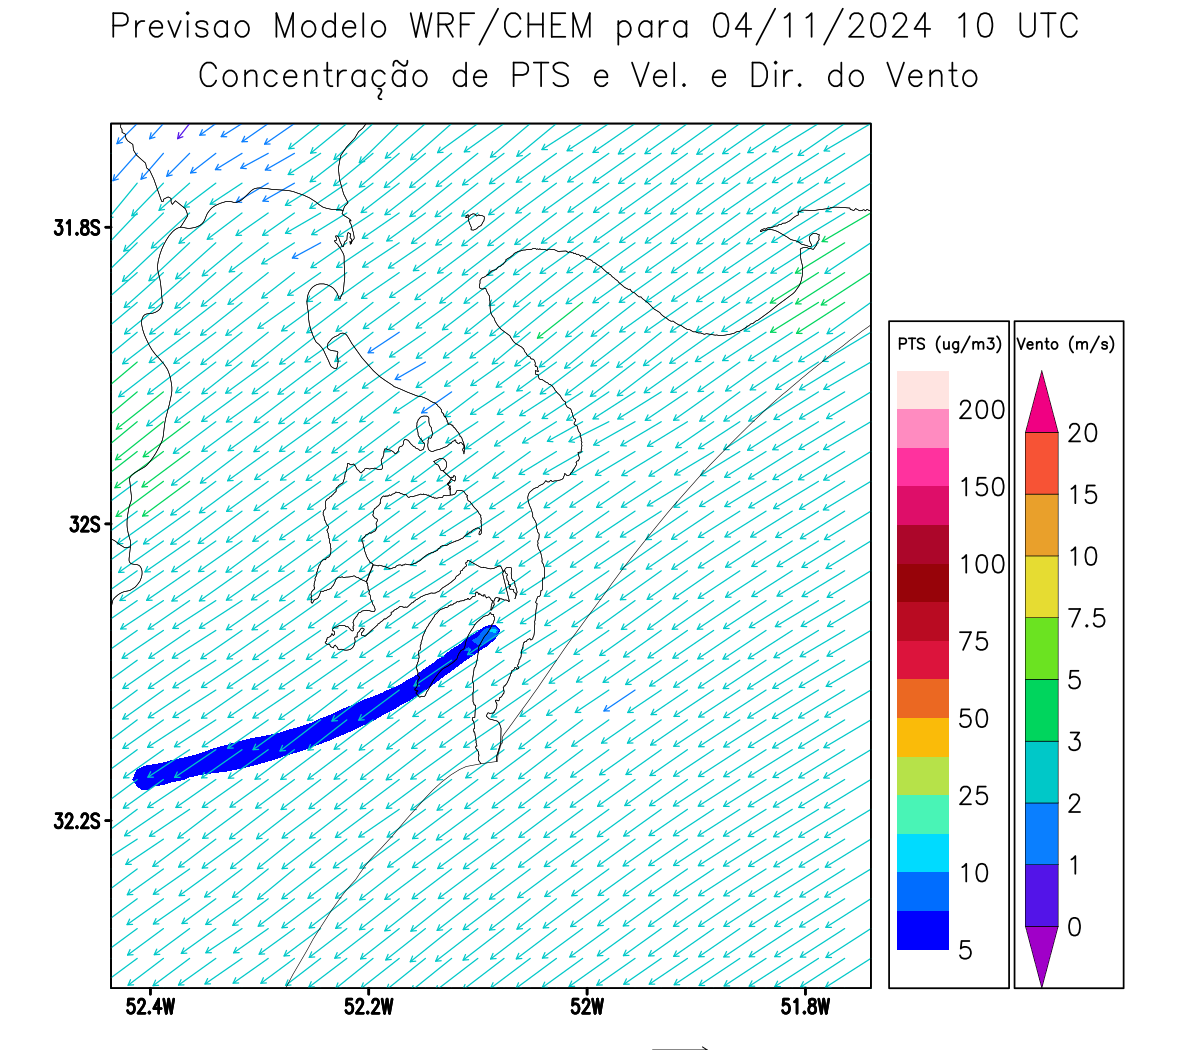 Previsao Modelo WRF/CHEM para 04/11/2024 10 UTC
Concentração de PTS e Vel. e Dir. do Vento
31.8S
32S
32.2S
52.4W
52.2W
52W
51.8W
PTS (ug/m3)
200
150
100
75
50
25
10
5
Vento (m/s)
20
15
10
7.5
5
3
2
1
0